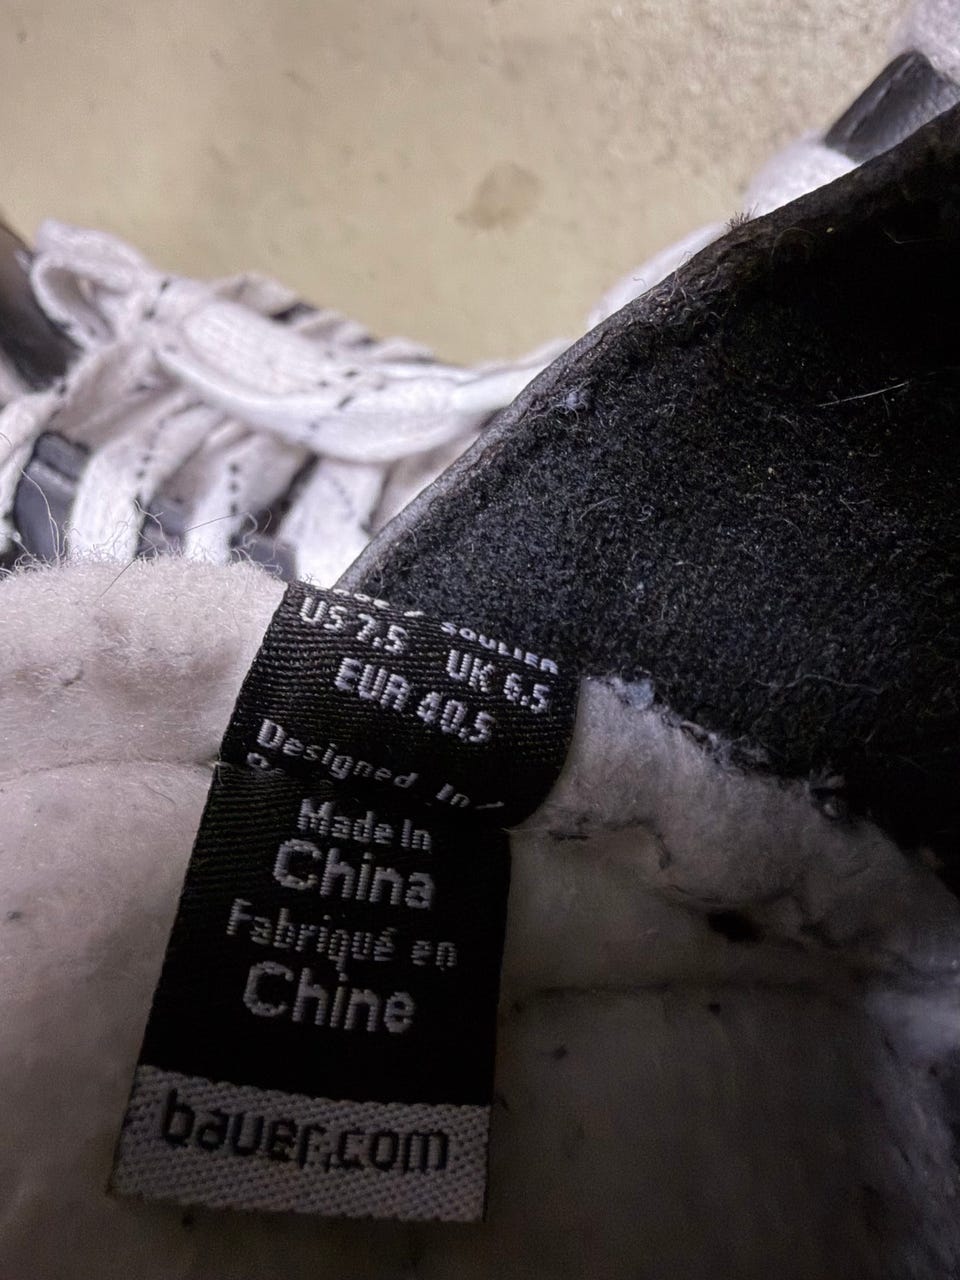 SOULIER
US 7.5 UK 6.5
EUR 40.5
Designed In
Made In
China
Fabriqué en
Chine
bauer.com